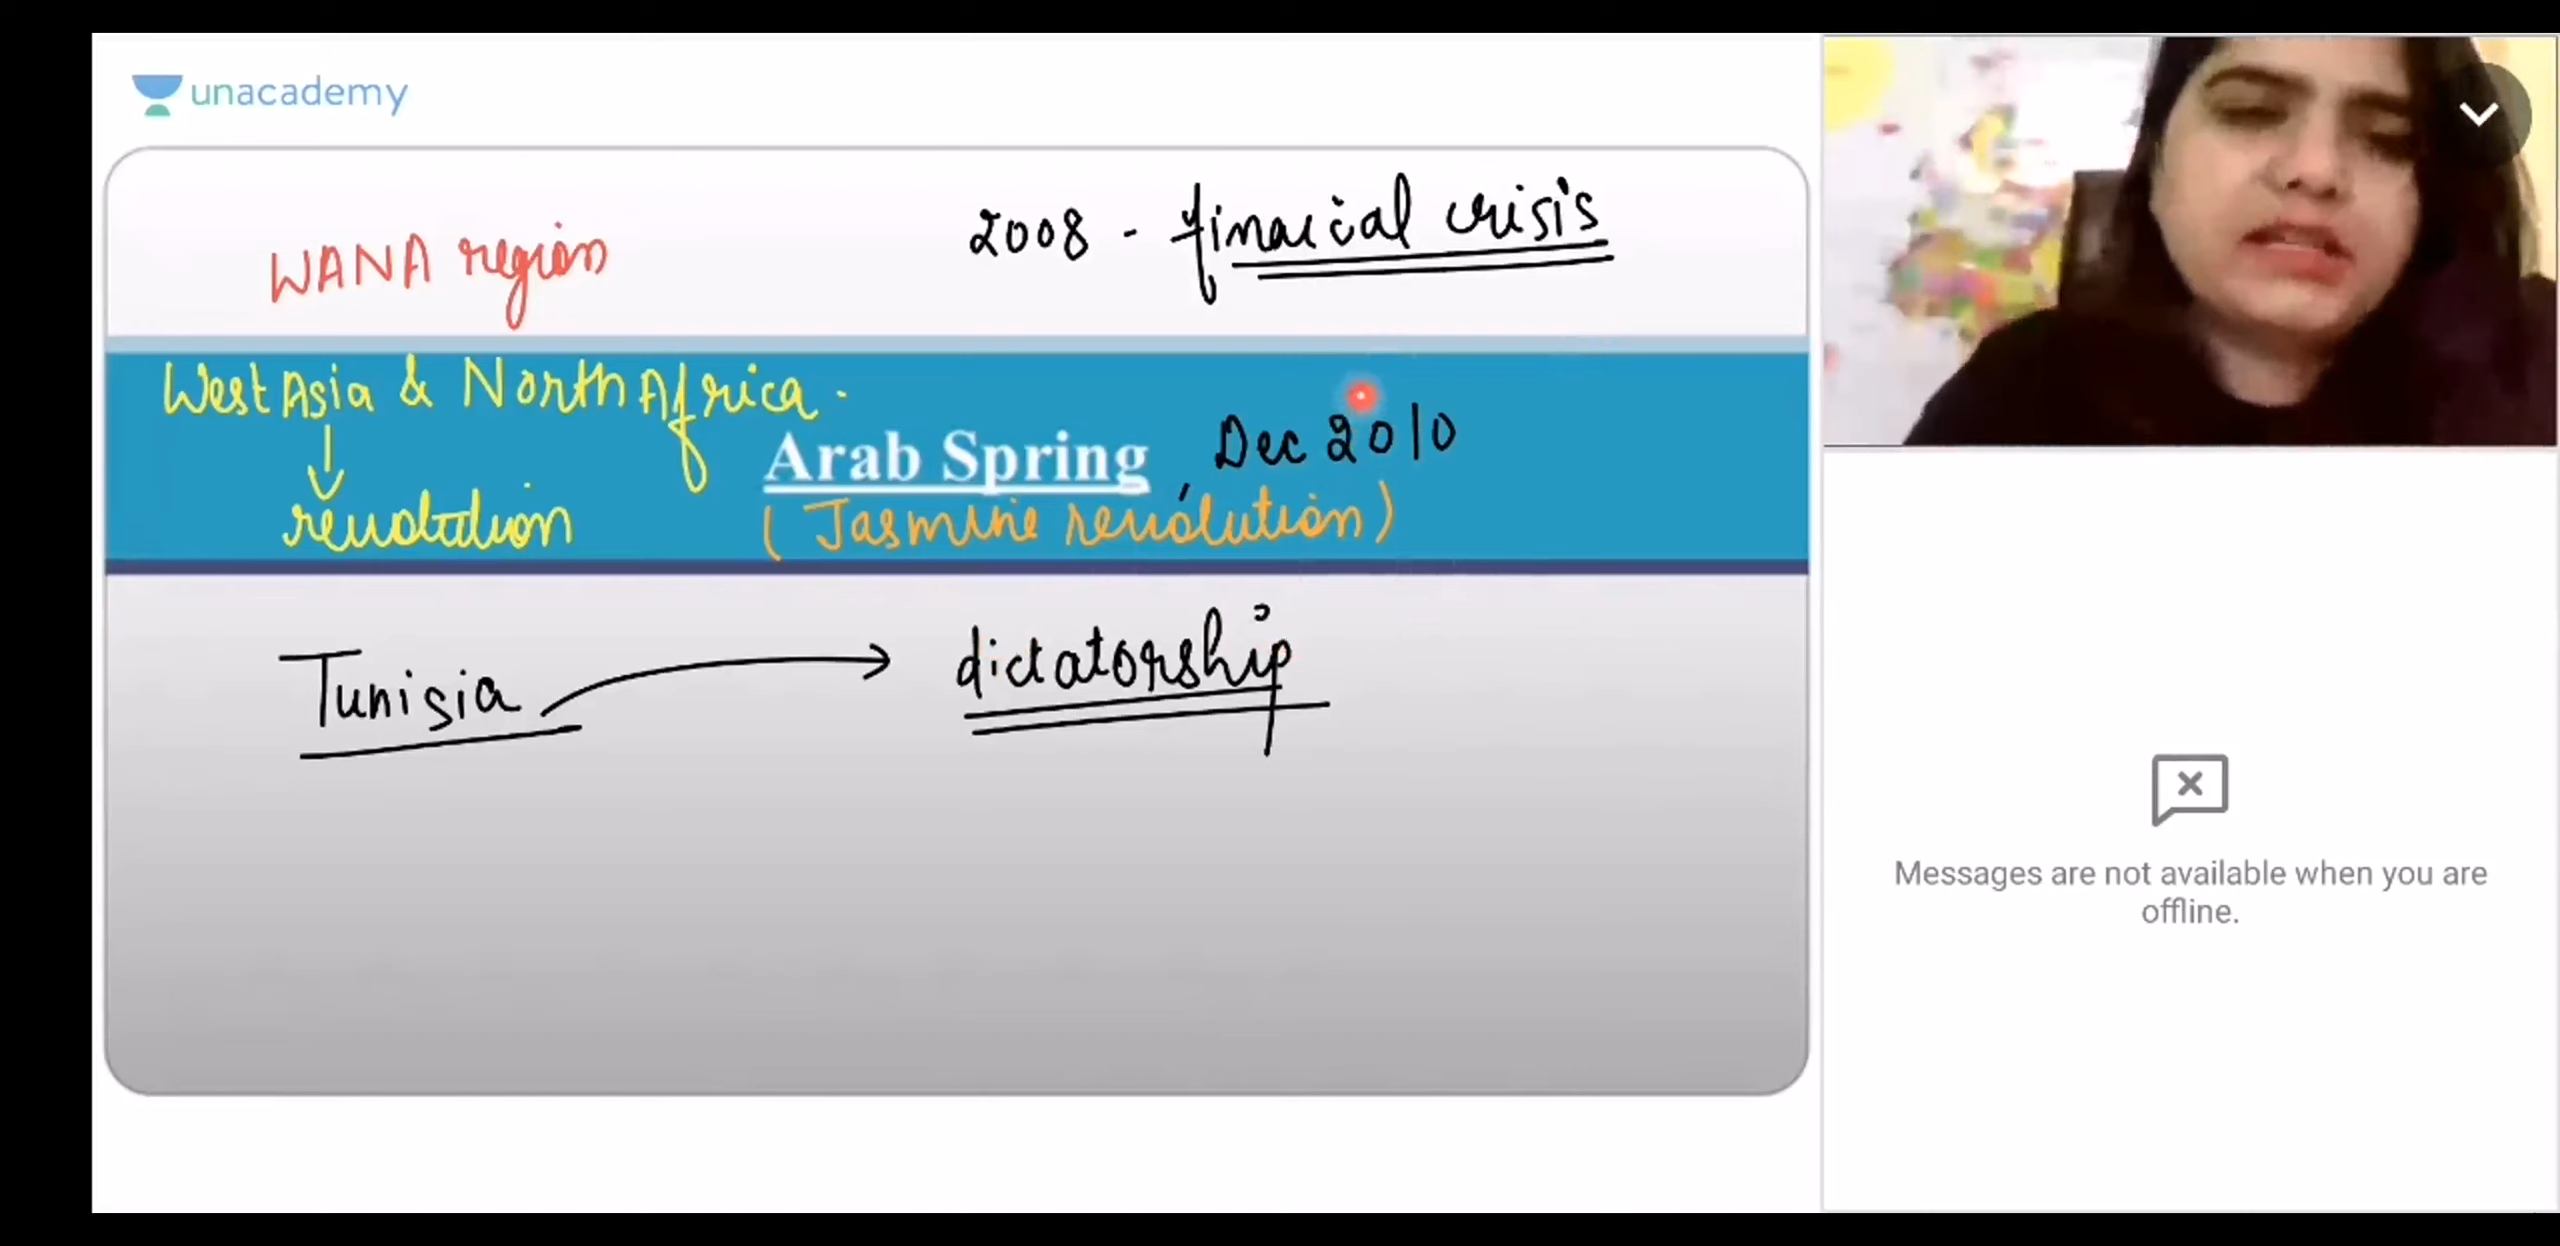 unacademy
WANA region
2008 - finaicial crisis
West Asia & North Africa.
Arab Spring, Dec 2010
revolution
(Jasmine revolution)
Tunisia → dictatorship
Messages are not available when you are
offline.